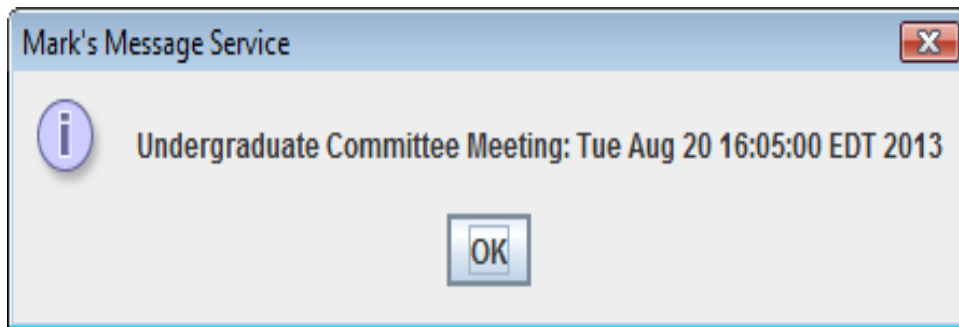 Mark's Message Service
Undergraduate Committee Meeting: Tue Aug 20 16:05:00 EDT 2013
OK